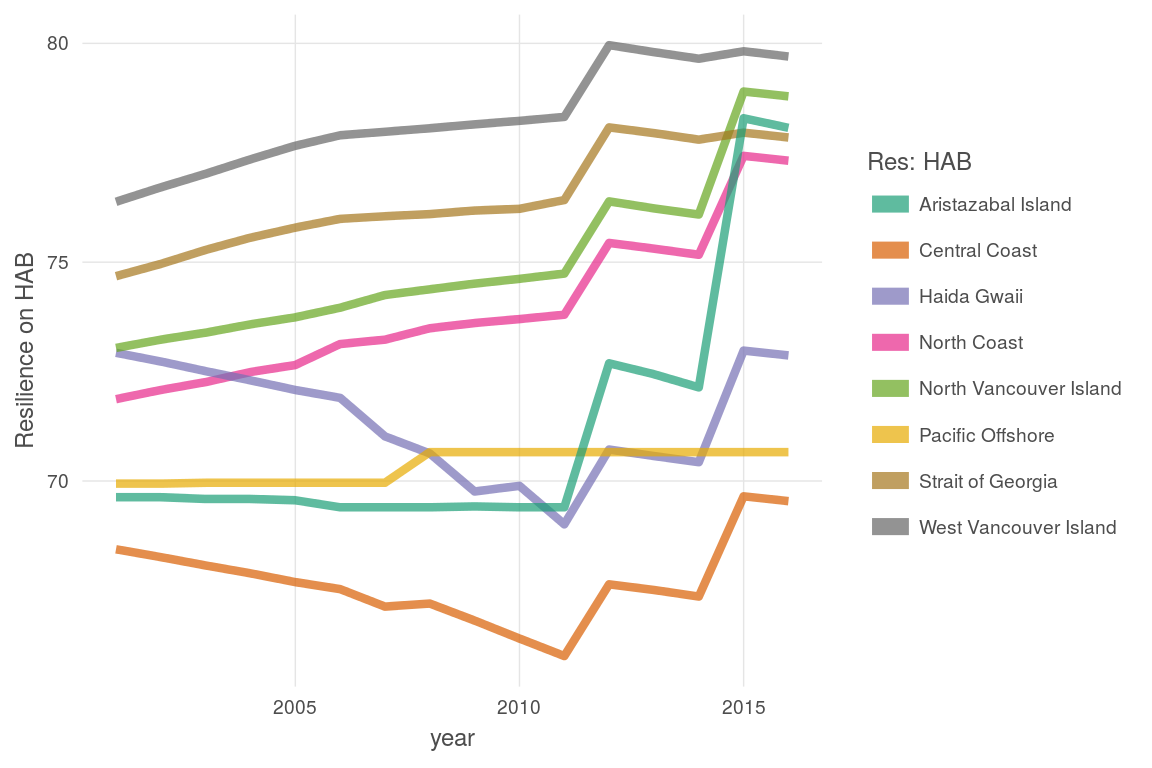 80
75
70
Resilience on HAB
2005 2010 2015
year
Res: HAB
Aristazabal Island
Central Coast
Haida Gwaii
North Coast
North Vancouver Island
Pacific Offshore
Strait of Georgia
West Vancouver Island